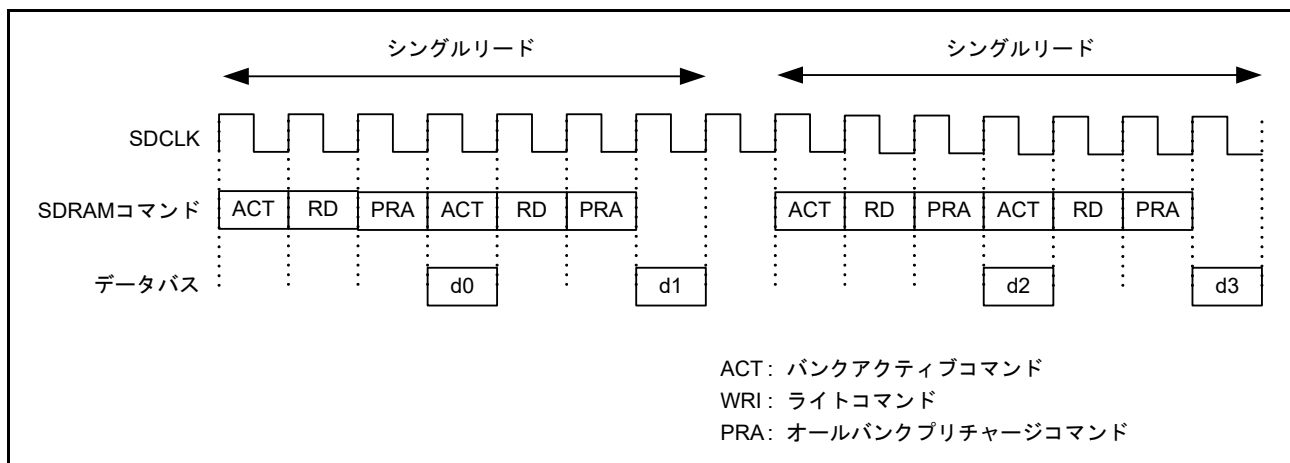 シングルリード シングルリード
SDCLK
SDRAMコマンド ACT RD PRA ACT RD PRA ACT RD PRA ACT RD PRA
データバス d0 d1 d2 d3
ACT : バンクアクティブコマンド
WRI : ライトコマンド
PRA : オールバンクプリチャージコマンド